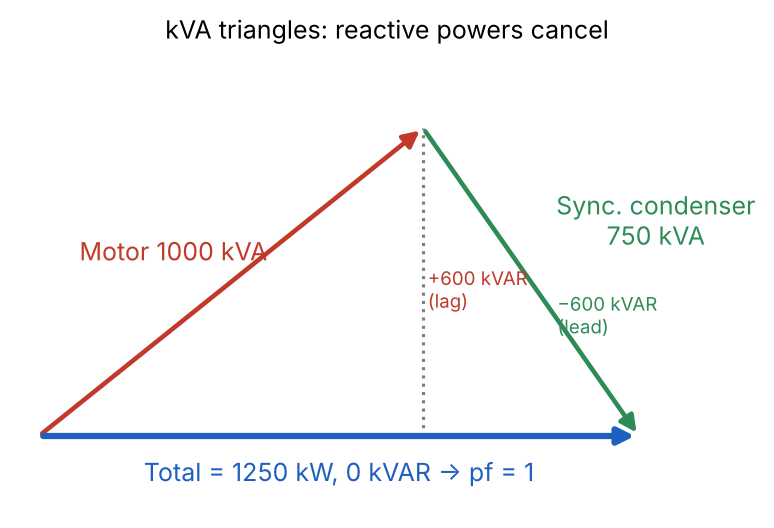 kVA triangles: reactive powers cancel
Sync. condenser
750 kVA
Motor 1000 kVA
+600 kVAR
(lag)
−600 kVAR
(lead)
Total = 1250 kW, 0 kVAR → pf = 1